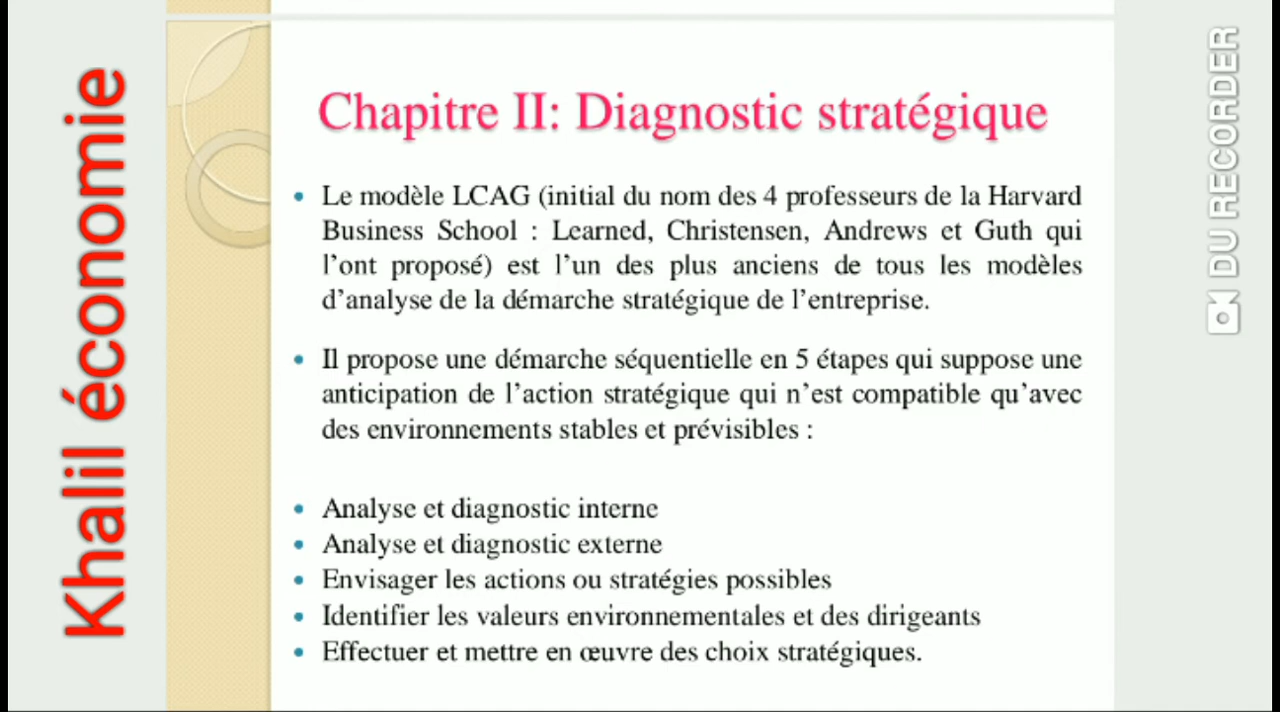 Khalil économie
Chapitre II: Diagnostic stratégique
• Le modèle LCAG (initial du nom des 4 professeurs de la Harvard
Business School : Learned, Christensen, Andrews et Guth qui
l’ont proposé) est l’un des plus anciens de tous les modèles
d’analyse de la démarche stratégique de l’entreprise.
• Il propose une démarche séquentielle en 5 étapes qui suppose une
anticipation de l’action stratégique qui n’est compatible qu’avec
des environnements stables et prévisibles :
• Analyse et diagnostic interne
• Analyse et diagnostic externe
• Envisager les actions ou stratégies possibles
• Identifier les valeurs environnementales et des dirigeants
• Effectuer et mettre en œuvre des choix stratégiques.
DU RECORDER